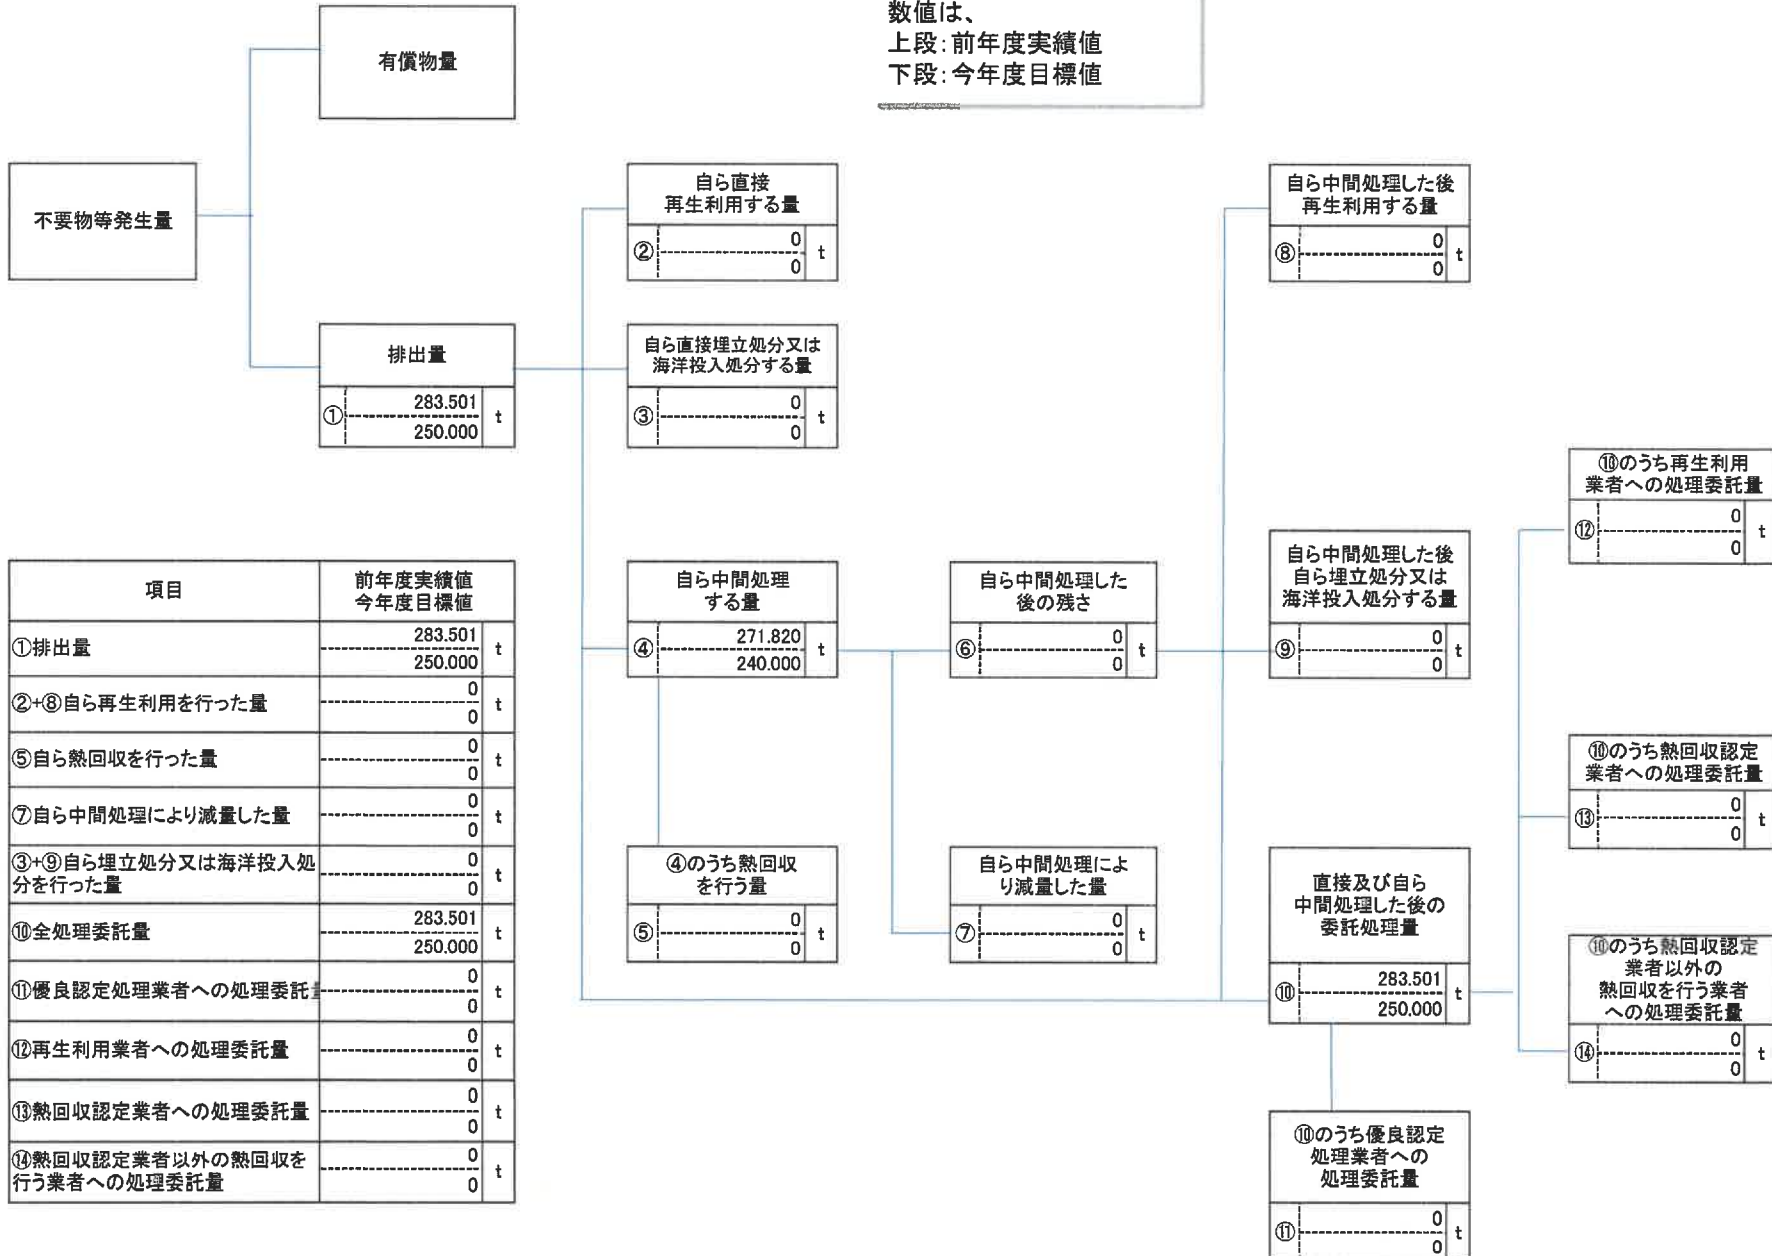 数値は、
上段：前年度実績値
下段：今年度目標値
有償物量
不要物等発生量
排出量
① 283.501 t
250.000
自ら直接
再生利用する量
② 0 t
0
自ら直接埋立処分又は
海洋投入処分する量
③ 0 t
0
自ら中間処理
する量
④ 271.820 t
240.000
④のうち熱回収
を行う量
⑤ 0 t
0
自ら中間処理した
後の残さ
⑥ 0 t
0
自ら中間処理によ
り減量した量
⑦ 0 t
0
自ら中間処理した後
再生利用する量
⑧ 0 t
0
自ら中間処理した後
自ら埋立処分又は
海洋投入処分する量
⑨ 0 t
0
直接及び自ら
中間処理した後の
委託処理量
⑩ 283.501 t
250.000
⑩のうち優良認定
処理業者への
処理委託量
⑪ 0 t
0
⑩のうち再生利用
業者への処理委託量
⑫ 0 t
0
⑩のうち熱回収認定
業者への処理委託量
⑬ 0 t
0
⑩のうち熱回収認定
業者以外の
熱回収を行う業者
への処理委託量
⑭ 0 t
0
項目 前年度実績値
今年度目標値
①排出量 283.501 t
250.000
②+⑧自ら再生利用を行った量 0 t
0
⑤自ら熱回収を行った量 0 t
0
⑦自ら中間処理により減量した量 0 t
0
③+⑨自ら埋立処分又は海洋投入処
分を行った量 0 t
0
⑩全処理委託量 283.501 t
250.000
⑪優良認定処理業者への処理委託 0 t
0
⑫再生利用業者への処理委託量 0 t
0
⑬熱回収認定業者への処理委託量 0 t
0
⑭熱回収認定業者以外の熱回収を
行う業者への処理委託量 0 t
0